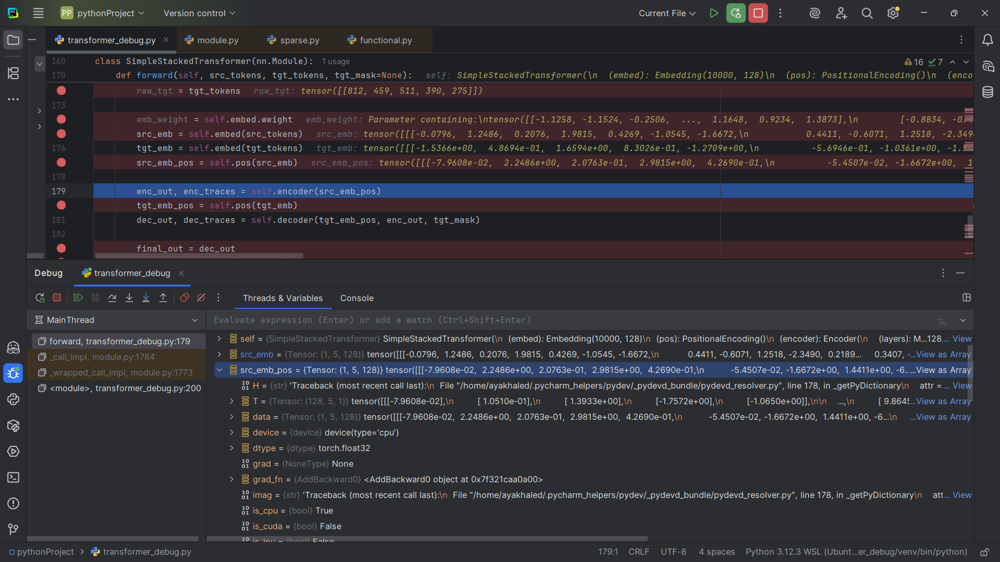 PP pythonProject Version control Current File
transformer_debug.py module.py sparse.py functional.py
160 class SimpleStackedTransformer(nn.Module): 1 usage 16 7
170 def forward(self, src_tokens, tgt_tokens, tgt_mask=None): self: SimpleStackedTransformer(\n (embed): Embedding(10000, 128)\n (pos): PositionalEncoding()\n (enco
raw_tgt = tgt_tokens raw_tgt: tensor([[812, 459, 511, 390, 275]])
173
emb_weight = self.embed.weight emb_weight: Parameter containing:\ntensor([[-1.1258, -1.1524, -0.2506, ..., 1.1648, 0.9234, 1.3873],\n [-0.8834, -0.
src_emb = self.embed(src_tokens) src_emb: tensor([[[-0.0796, 1.2486, 0.2076, 1.9815, 0.4269, -1.0545, -1.6672,\n 0.4411, -0.6071, 1.2518, -2.349
176 tgt_emb = self.embed(tgt_tokens) tgt_emb: tensor([[[-1.5366e+00, 4.8694e-01, 1.6594e+00, 8.3026e-01, -1.2709e+00,\n -5.6946e-01, -1.0361e+00, -1.
src_emb_pos = self.pos(src_emb) src_emb_pos: tensor([[[-7.9608e-02, 2.2486e+00, 2.0763e-01, 2.9815e+00, 4.2690e-01,\n -5.4507e-02, -1.6672e+00, 1
178
179 enc_out, enc_traces = self.encoder(src_emb_pos)
tgt_emb_pos = self.pos(tgt_emb)
181 dec_out, dec_traces = self.decoder(tgt_emb_pos, enc_out, tgt_mask)
182
final_out = dec_out
Debug transformer_debug
Threads & Variables Console
MainThread Evaluate expression (Enter) or add a watch (Ctrl+Shift+Enter)
forward, transformer_debug.py:179
_call_impl, module.py:1784
_wrapped_call_impl, module.py:1773
<module>, transformer_debug.py:200
self = {SimpleStackedTransformer} SimpleStackedTransformer(\n (embed): Embedding(10000, 128)\n (pos): PositionalEncoding()\n (encoder): Encoder(\n (layers): M...128,... View
src_emb = {Tensor: (1, 5, 128)} tensor([[[-0.0796, 1.2486, 0.2076, 1.9815, 0.4269, -1.0545, -1.6672,\n 0.4411, -0.6071, 1.2518, -2.3490, 0.2189... 0.3407, -...View as Array
src_emb_pos = {Tensor: (1, 5, 128)} tensor([[[-7.9608e-02, 2.2486e+00, 2.0763e-01, 2.9815e+00, 4.2690e-01,\n -5.4507e-02, -1.6672e+00, 1.4411e+00, -6......View as Array
H = {str} 'Traceback (most recent call last):\n File "/home/ayakhaled/.pycharm_helpers/pydev/_pydevd_bundle/pydevd_resolver.py", line 178, in _getPyDictionary\n attr =... View
T = {Tensor: (128, 5, 1)} tensor([[[-7.9608e-02],\n [ 1.0510e-01],\n [ 1.3933e+00],\n [-1.7572e+00],\n [-1.0650e+00]],\n\n ...,\n [ 9.8645...View as Array
data = {Tensor: (1, 5, 128)} tensor([[[-7.9608e-02, 2.2486e+00, 2.0763e-01, 2.9815e+00, 4.2690e-01,\n -5.4507e-02, -1.6672e+00, 1.4411e+00, -6...\n ...View as Array
device = {device} device(type='cpu')
dtype = {dtype} torch.float32
grad = {NoneType} None
grad_fn = {AddBackward0} <AddBackward0 object at 0x7f321caa0a00>
imag = {str} 'Traceback (most recent call last):\n File "/home/ayakhaled/.pycharm_helpers/pydev/_pydevd_bundle/pydevd_resolver.py", line 178, in _getPyDictionary\n att... View
is_cpu = {bool} True
is_cuda = {bool} False
is_ipu = {bool} False
pythonProject > transformer_debug.py 179:1 CRLF UTF-8 4 spaces Python 3.12.3 WSL (Ubunt...er_debug/venv/bin/python)